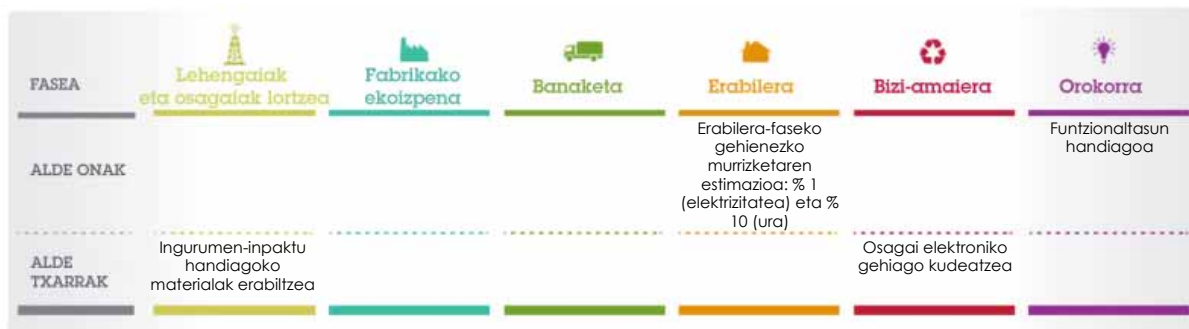 FASEA
Lehengaiak
eta osagaiak lortzea
Fabrikako
ekoizpena
Banaketa
Erabilera
Bizi-amaiera
Orokorra
ALDE ONAK
Erabilera-faseko
gehienezko
murrizketaren
estimazioa: % 1
(elektrizitatea) eta %
10 (ura)
Funtzionaltasun
handiagoa
ALDE
TXARRAK
Ingurumen-inpaktu
handiagoko
materialak erabiltzea
Osagai elektroniko
gehiago kudeatzea